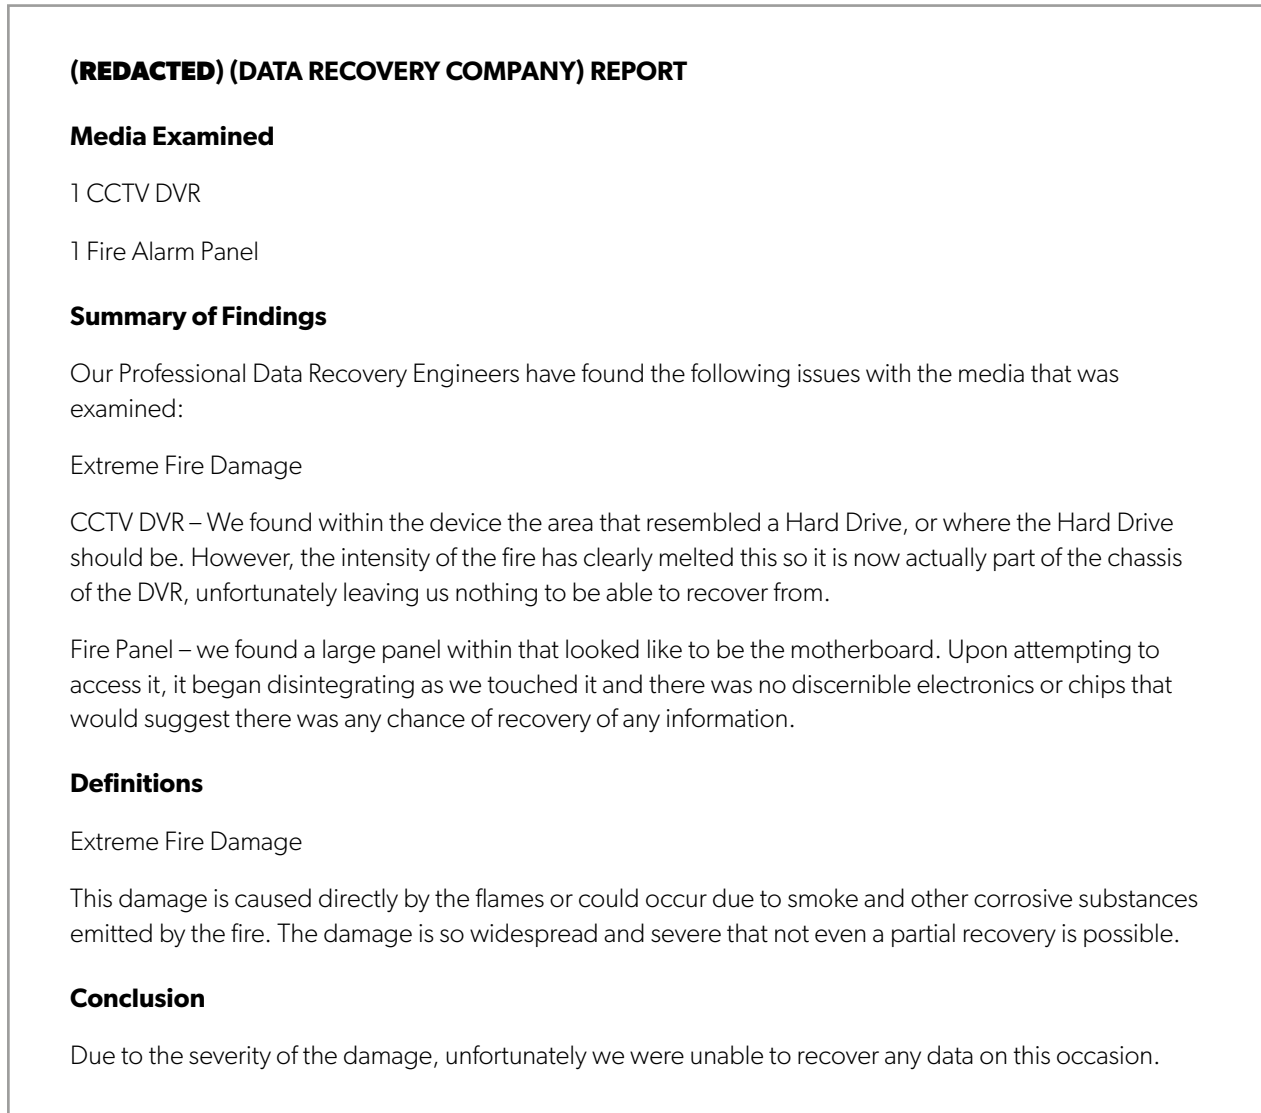 (REDACTED) (DATA RECOVERY COMPANY) REPORT
Media Examined
1 CCTV DVR
1 Fire Alarm Panel
Summary of Findings
Our Professional Data Recovery Engineers have found the following issues with the media that was
examined:
Extreme Fire Damage
CCTV DVR – We found within the device the area that resembled a Hard Drive, or where the Hard Drive
should be. However, the intensity of the fire has clearly melted this so it is now actually part of the chassis
of the DVR, unfortunately leaving us nothing to be able to recover from.
Fire Panel – we found a large panel within that looked like to be the motherboard. Upon attempting to
access it, it began disintegrating as we touched it and there was no discernible electronics or chips that
would suggest there was any chance of recovery of any information.
Definitions
Extreme Fire Damage
This damage is caused directly by the flames or could occur due to smoke and other corrosive substances
emitted by the fire. The damage is so widespread and severe that not even a partial recovery is possible.
Conclusion
Due to the severity of the damage, unfortunately we were unable to recover any data on this occasion.